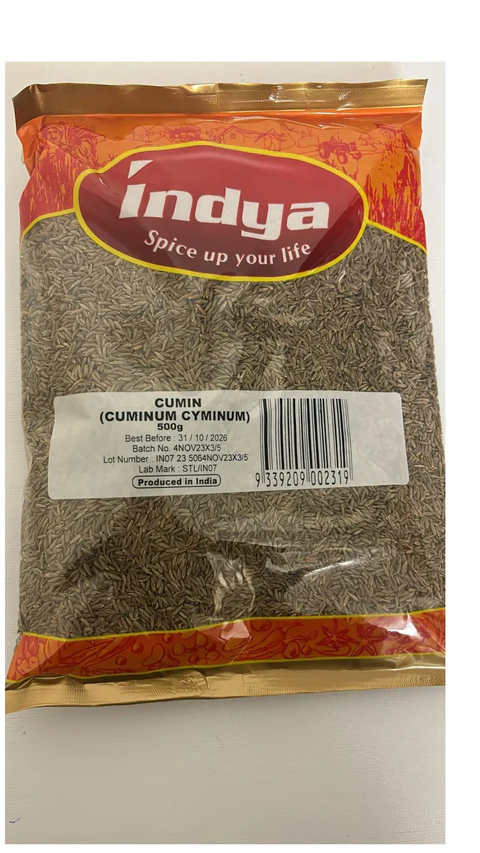 indya
Spice up your life
CUMIN
(CUMINUM CYMINUM)
500g
Best Before : 31 / 10 / 2026
Batch No. 4NOV23X3/5
Lot Number : IN07 23 5064NOV23X3/5
Lab Mark : STL/IN07
Produced in India
9 339209 002319